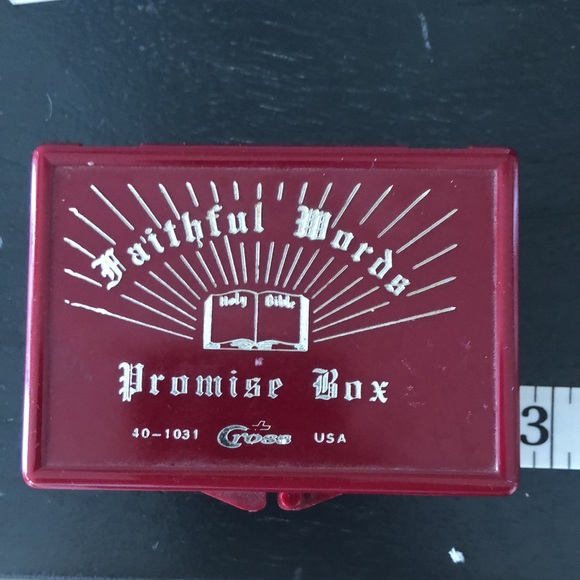 Faithful Words
Holy Bible
Promise Box
40-1031 Cross USA
3